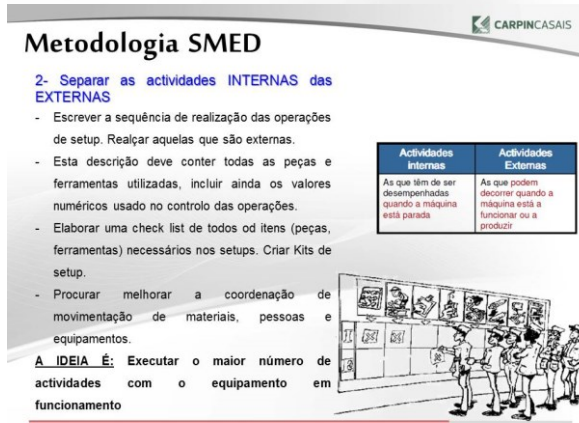 CARPINCASAIS
Metodologia SMED
2- Separar as actividades INTERNAS das
EXTERNAS
- Escrever a sequência de realização das operações
de setup. Realçar aquelas que são externas.
- Esta descrição deve conter todas as peças e
ferramentas utilizadas, incluir ainda os valores
numéricos usado no controlo das operações.
- Elaborar uma check list de todos od itens (peças,
ferramentas) necessários nos setups. Criar Kits de
setup.
- Procurar melhorar a coordenação de
movimentação de materiais, pessoas e
equipamentos.
A IDEIA É: Executar o maior número de
actividades com o equipamento em
funcionamento
Actividades
internas
As que têm de ser
desempenhadas
quando a máquina
está parada
Actividades
Externas
As que podem
decorrer quando a
máquina está a
funcionar ou a
produzir